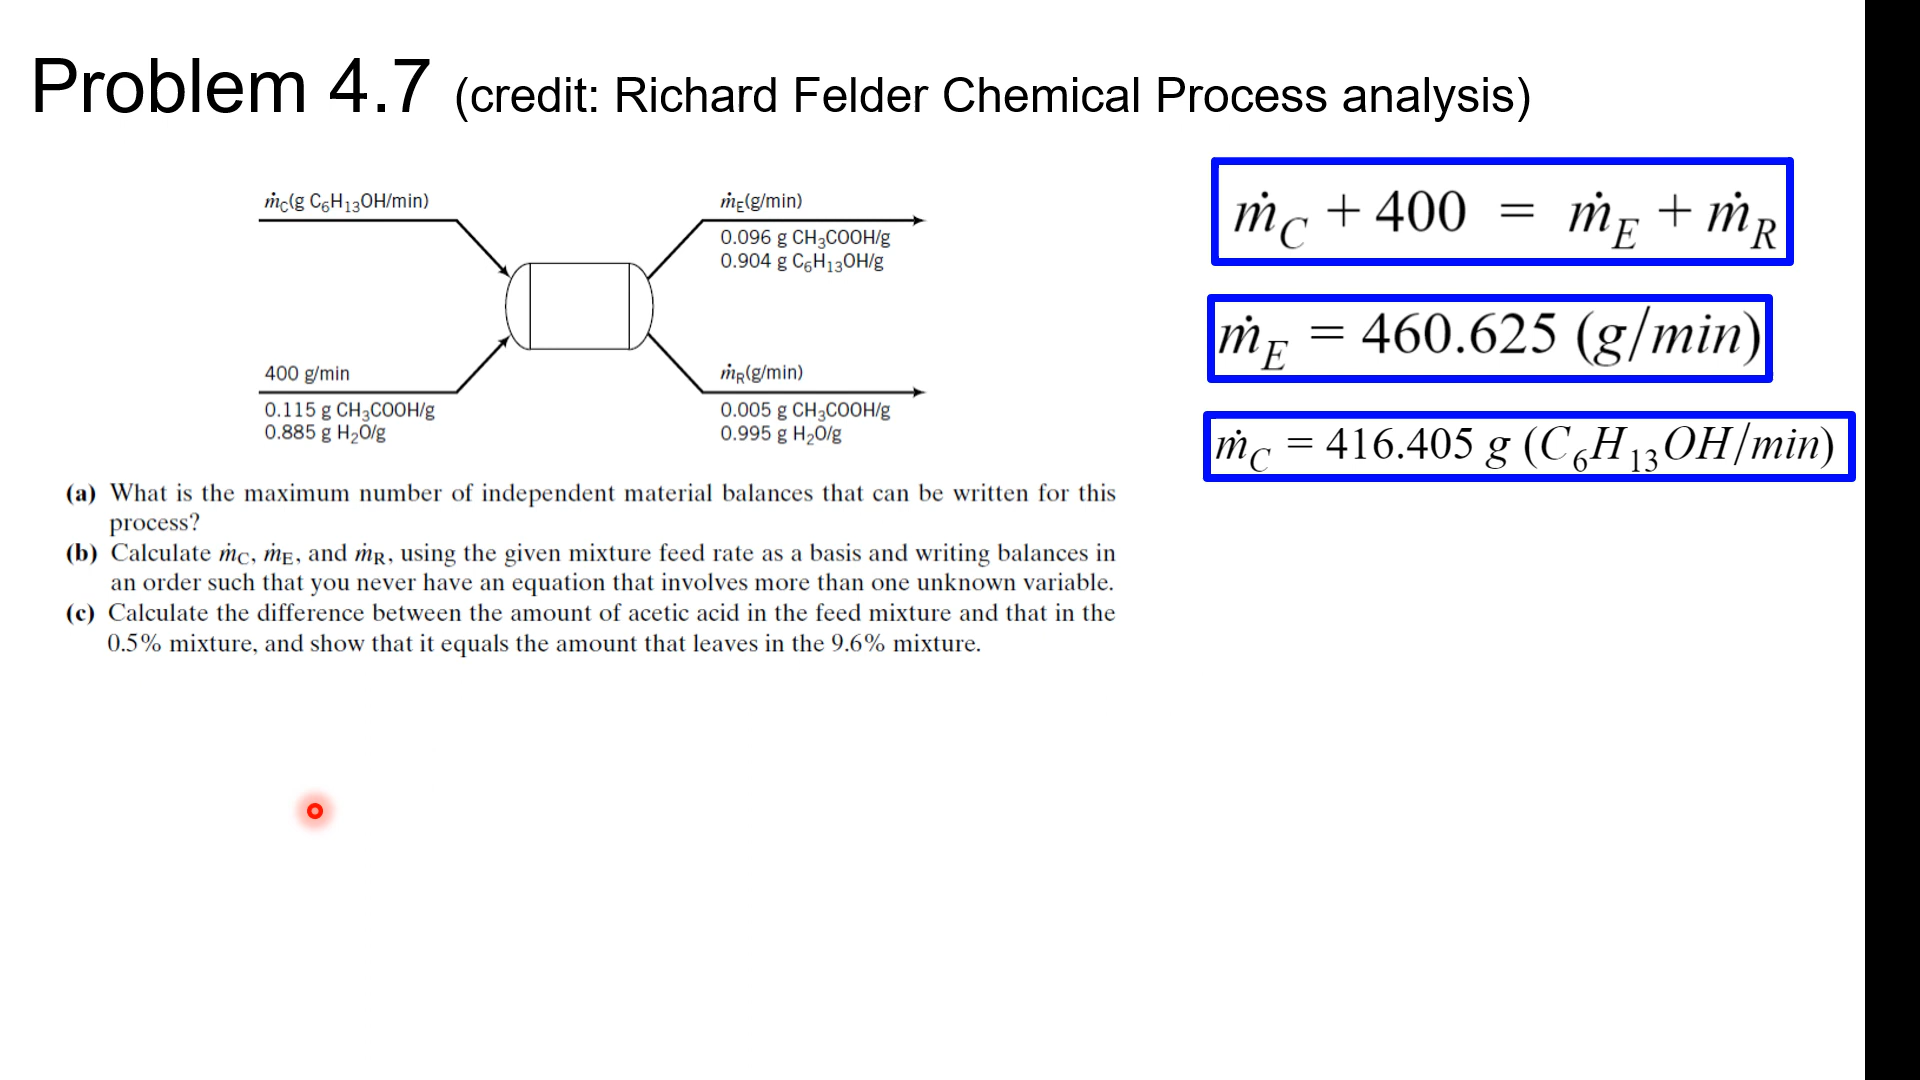 Problem 4.7 (credit: Richard Felder Chemical Process analysis)
ṁC(g C6H13OH/min)
ṁE(g/min)
0.096 g CH3COOH/g
0.904 g C6H13OH/g
400 g/min
0.115 g CH3COOH/g
0.885 g H2O/g
ṁR(g/min)
0.005 g CH3COOH/g
0.995 g H2O/g
ṁC + 400 = ṁE + ṁR
ṁE = 460.625 (g/min)
ṁC = 416.405 g (C6H13OH/min)
(a) What is the maximum number of independent material balances that can be written for this
process?
(b) Calculate ṁC, ṁE, and ṁR, using the given mixture feed rate as a basis and writing balances in
an order such that you never have an equation that involves more than one unknown variable.
(c) Calculate the difference between the amount of acetic acid in the feed mixture and that in the
0.5% mixture, and show that it equals the amount that leaves in the 9.6% mixture.